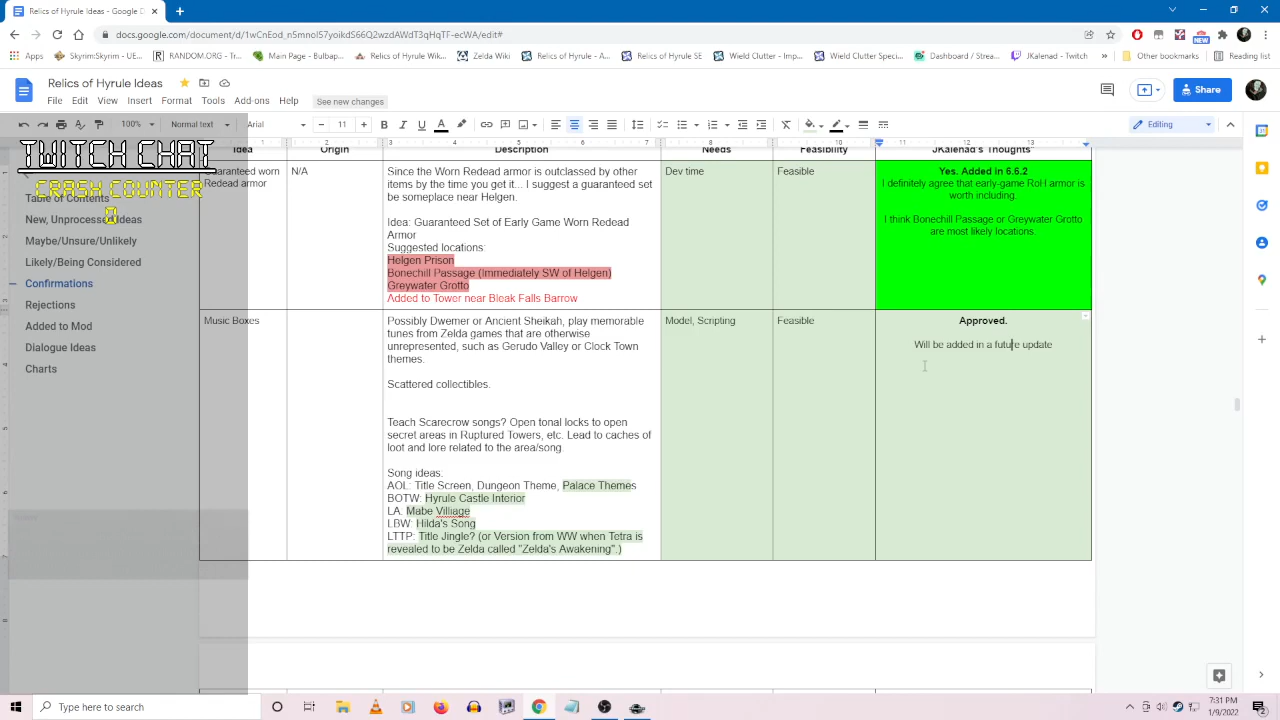 Relics of Hyrule Ideas
docs.google.com/document/d/1wCnEod_n5mnoI57yoikdS66Q2wzdAWdT3qHqTF-ecWA/edit#
Apps
SkyrimSkyrim - UE...
RANDOM.ORG - Tr...
Main Page - Bulbap...
Relics of Hyrule Wik...
Zelda Wiki
Relics of Hyrule - A...
Relics of Hyrule SE
Wield Clutter - Imp...
Wield Clutter Speci...
Dashboard / Strea...
JKalenad - Twitch
Other bookmarks
Reading list
Relics of Hyrule Ideas
File Edit View Insert Format Tools Add-ons Help
See new changes
Share
100%
Normal text
Arial
11
Editing
TWITCH CHAT
CRASH COUNTER
0
Table of Contents
New, Unprocessed Ideas
Maybe/Unsure/Unlikely
Likely/Being Considered
Confirmations
Rejections
Added to Mod
Dialogue Ideas
Charts
Idea Origin Description Needs Feasibility JKalenad's Thoughts
Guaranteed worn
Redead armor
N/A
Since the Worn Redead armor is outclassed by other
items by the time you get it... I suggest a guaranteed set
be someplace near Helgen.
Idea: Guaranteed Set of Early Game Worn Redead
Armor
Suggested locations:
Helgen Prison
Bonechill Passage (Immediately SW of Helgen)
Greywater Grotto
Added to Tower near Bleak Falls Barrow
Dev time
Feasible
Yes. Added in 6.6.2
I definitely agree that early-game RoH armor is
worth including.
I think Bonechill Passage or Greywater Grotto
are most likely locations.
Music Boxes
Possibly Dwemer or Ancient Sheikah, play memorable
tunes from Zelda games that are otherwise
unrepresented, such as Gerudo Valley or Clock Town
themes.
Scattered collectibles.
Teach Scarecrow songs? Open tonal locks to open
secret areas in Ruptured Towers, etc. Lead to caches of
loot and lore related to the area/song.
Song ideas:
AOL: Title Screen, Dungeon Theme, Palace Themes
BOTW: Hyrule Castle Interior
LA: Mabe Villiage
LBW: Hilda's Song
LTTP: Title Jingle? (or Version from WW when Tetra is
revealed to be Zelda called "Zelda's Awakening".)
Model, Scripting
Feasible
Approved.
Will be added in a future update
Type here to search
7:31 PM
1/9/2022